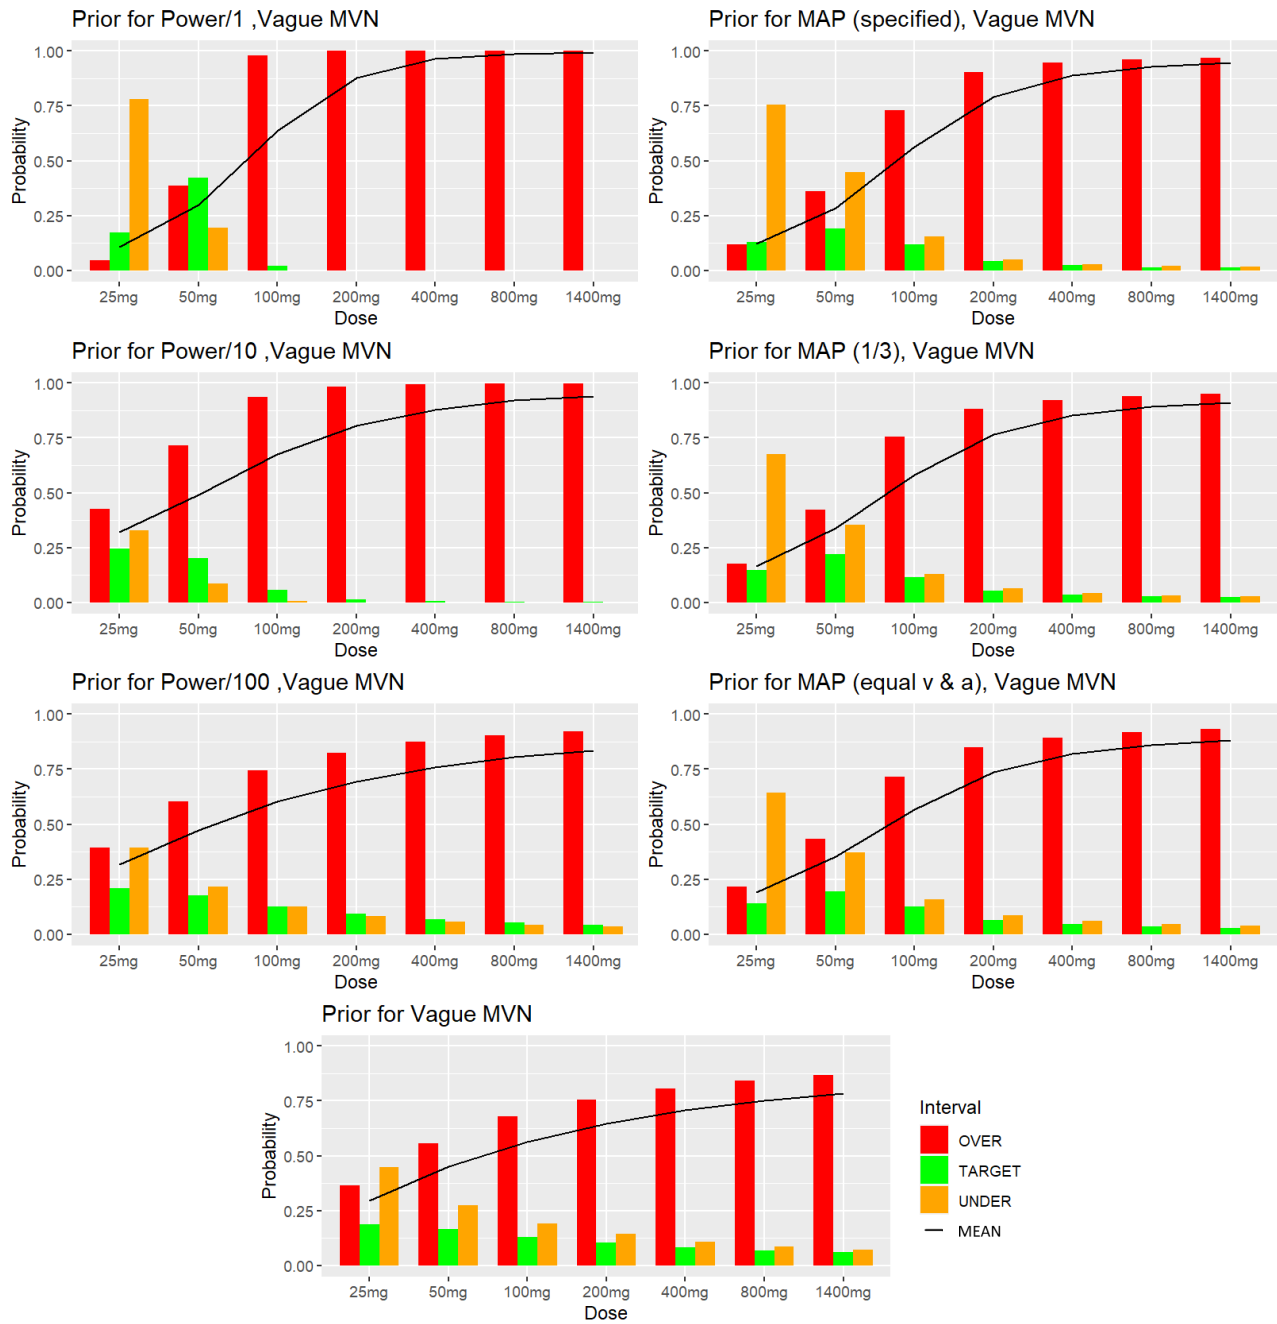 Prior for Power/1 ,Vague MVN
Probability
1.00
0.75
0.50
0.25
0.00
25mg 50mg 100mg 200mg 400mg 800mg 1400mg
Dose
Prior for MAP (specified), Vague MVN
Probability
1.00
0.75
0.50
0.25
0.00
25mg 50mg 100mg 200mg 400mg 800mg 1400mg
Dose
Prior for Power/10 ,Vague MVN
Probability
1.00
0.75
0.50
0.25
0.00
25mg 50mg 100mg 200mg 400mg 800mg 1400mg
Dose
Prior for MAP (1/3), Vague MVN
Probability
1.00
0.75
0.50
0.25
0.00
25mg 50mg 100mg 200mg 400mg 800mg 1400mg
Dose
Prior for Power/100 ,Vague MVN
Probability
1.00
0.75
0.50
0.25
0.00
25mg 50mg 100mg 200mg 400mg 800mg 1400mg
Dose
Prior for MAP (equal v & a), Vague MVN
Probability
1.00
0.75
0.50
0.25
0.00
25mg 50mg 100mg 200mg 400mg 800mg 1400mg
Dose
Prior for Vague MVN
Probability
1.00
0.75
0.50
0.25
0.00
25mg 50mg 100mg 200mg 400mg 800mg 1400mg
Dose
Interval
OVER
TARGET
UNDER
MEAN